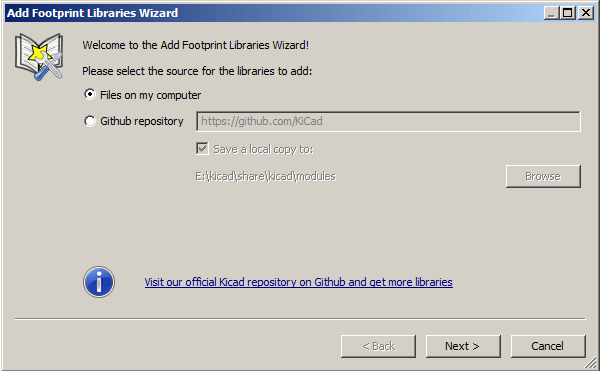 Add Footprint Libraries Wizard
Welcome to the Add Footprint Libraries Wizard!
Please select the source for the libraries to add:
Files on my computer
Github repository https://github.com/KiCad
Save a local copy to:
E:\kicad\share\kicad\modules Browse
Visit our official Kicad repository on Github and get more libraries
< Back Next > Cancel